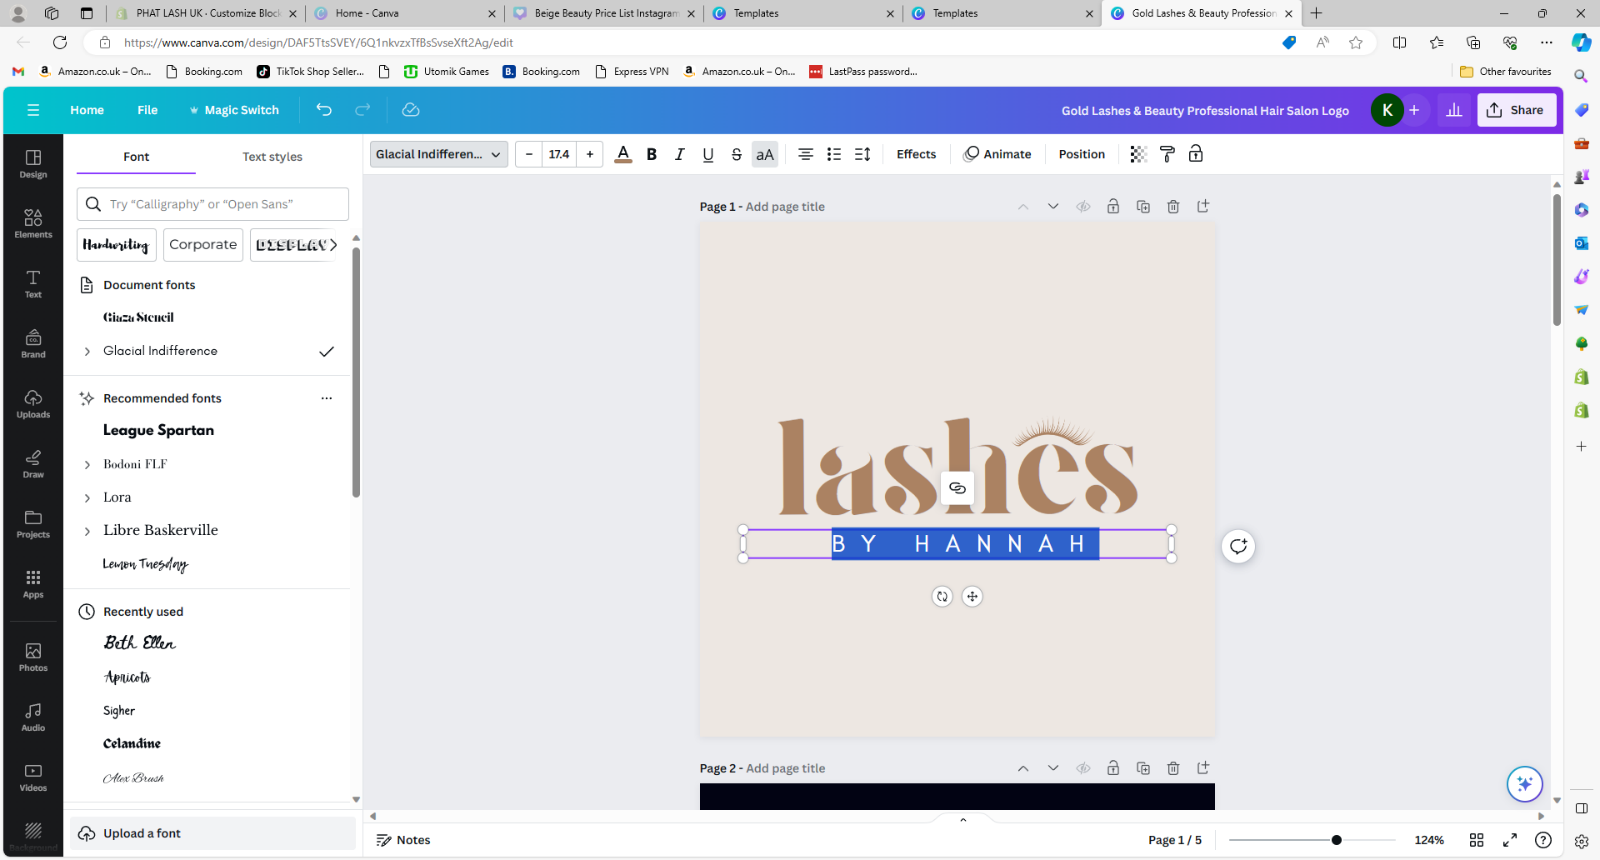 PHAT LASH UK · Customize Block
Home - Canva
Beige Beauty Price List Instagram
Templates
Templates
Gold Lashes & Beauty Profession
https://www.canva.com/design/DAF5TtsSVEY/6Q1nkvzxTfBsSvseXft2Ag/edit
Amazon.co.uk – On...
Booking.com
TikTok Shop Seller...
Utomik Games
Booking.com
Express VPN
Amazon.co.uk – On...
LastPass password...
Other favourites
Home
File
Magic Switch
Gold Lashes & Beauty Professional Hair Salon Logo
K
Share
Design
Elements
Text
Brand
Uploads
Draw
Projects
Apps
Photos
Audio
Videos
Background
Font
Text styles
Try “Calligraphy” or “Open Sans”
Handwriting
Corporate
DISPLAY
Document fonts
Giaza Stencil
Glacial Indifference
Recommended fonts
League Spartan
Bodoni FLF
Lora
Libre Baskerville
Lemon Tuesday
Recently used
Beth Ellen
Apricots
Sigher
Celandine
Alex Brush
Upload a font
Glacial Indifferen...
17.4
A
B
I
U
S
aA
Effects
Animate
Position
Page 1 - Add page title
lashes
BY HANNAH
Page 2 - Add page title
Notes
Page 1 / 5
124%